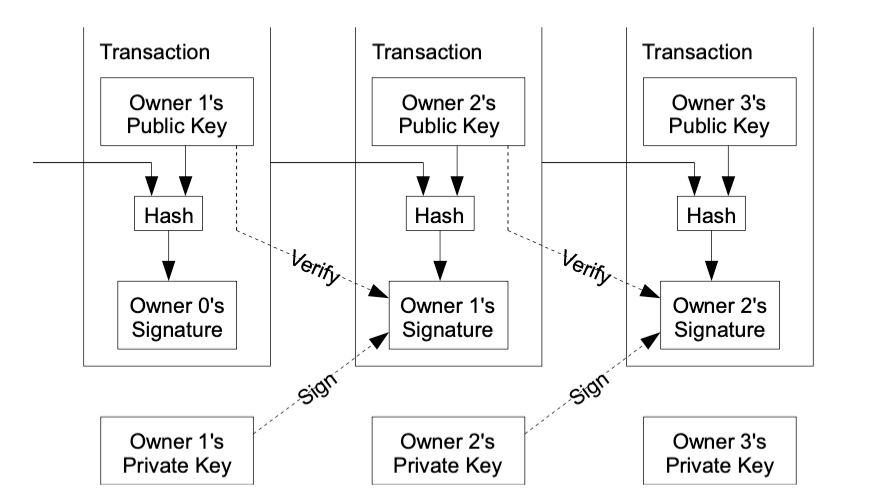 Transaction
Transaction
Transaction
Owner 1's
Public Key
Owner 2's
Public Key
Owner 3's
Public Key
Hash
Hash
Hash
Verify
Verify
Owner 0's
Signature
Owner 1's
Signature
Owner 2's
Signature
Sign
Sign
Owner 1's
Private Key
Owner 2's
Private Key
Owner 3's
Private Key